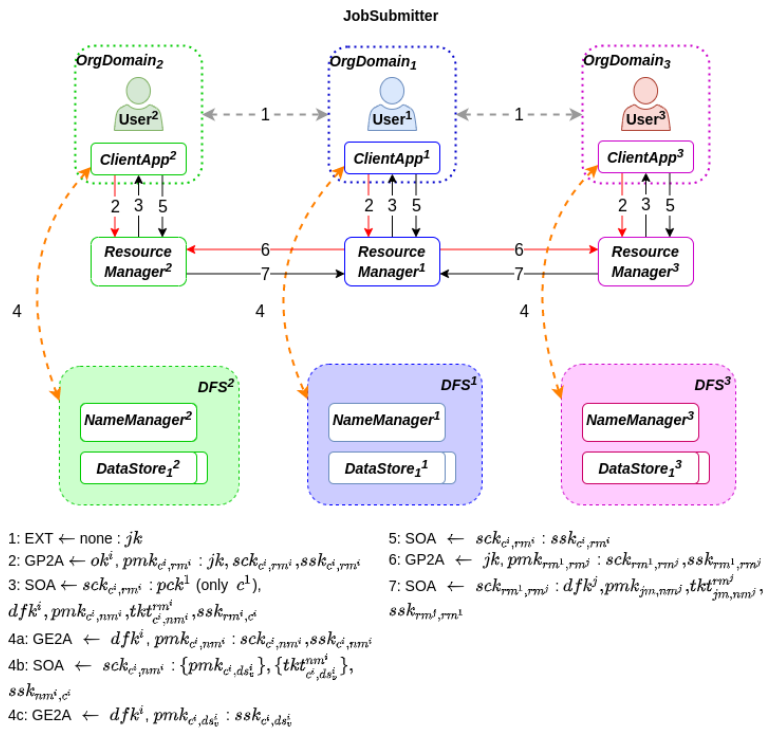 JobSubmitter
OrgDomain₂
OrgDomain₁
OrgDomain₃
User²
1
User¹
1
User³
ClientApp²
ClientApp¹
ClientApp³
2 3 5
2 3 5
2 3 5
Resource Manager²
6
7
Resource Manager¹
6
7
Resource Manager³
4
4
4
DFS²
NameManager²
DataStore₁²
DFS¹
NameManager¹
DataStore₁¹
DFS³
NameManager³
DataStore₁³
1: EXT ← none : jk
2: GP2A ← ok^i, pmk_{c^i,rm^i} : jk, sck_{c^i,rm^i}, ssk_{c^i,rm^i}
3: SOA ← sck_{c^i,rm^i} : pck^1 (only c^1),
dfk^i, pmk_{c^i,nm^i}, tkt^{rm^i}_{c^i,nm^i}, ssk_{rm^i,c^i}
4a: GE2A ← dfk^i, pmk_{c^i,nm^i} : sck_{c^i,nm^i}, ssk_{c^i,nm^i}
4b: SOA ← sck_{c^i,nm^i} : {pmk_{c^i,ds^i_v}}, {tkt^{nm^i}_{c^i,ds^i_v}},
ssk_{nm^i,c^i}
4c: GE2A ← dfk^i, pmk_{c^i,ds^i_v} : ssk_{c^i,ds^i_v}
5: SOA ← sck_{c^i,rm^i} : ssk_{c^i,rm^i}
6: GP2A ← jk, pmk_{rm^1,rm^j} : sck_{rm^1,rm^j}, ssk_{rm^1,rm^j}
7: SOA ← sck_{rm^1,rm^j} : dfk^j, pmk_{jm,nm^j}, tkt^{rm^j}_{jm,nm^j},
ssk_{rm^j,rm^1}